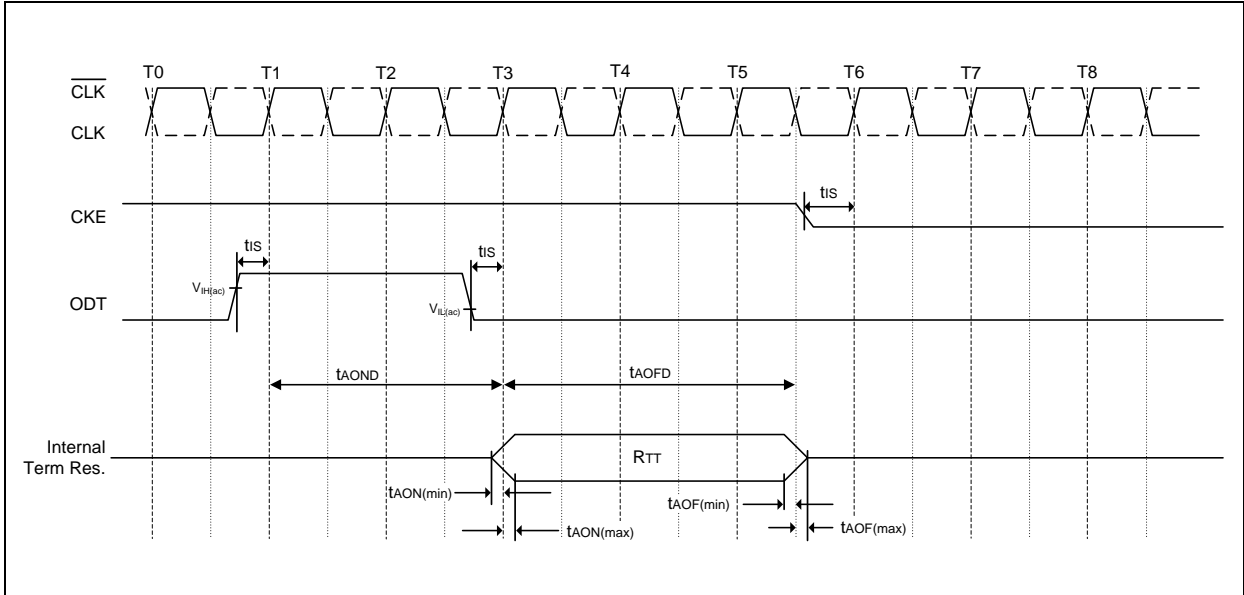 T0 T1 T2 T3 T4 T5 T6 T7 T8
CLK
CLK
CKE
tIS
tIS
tIS
VIH(ac)
ODT
VIL(ac)
tAOND
tAOFD
Internal
Term Res.
RTT
tAON(min)
tAOF(min)
tAON(max)
tAOF(max)